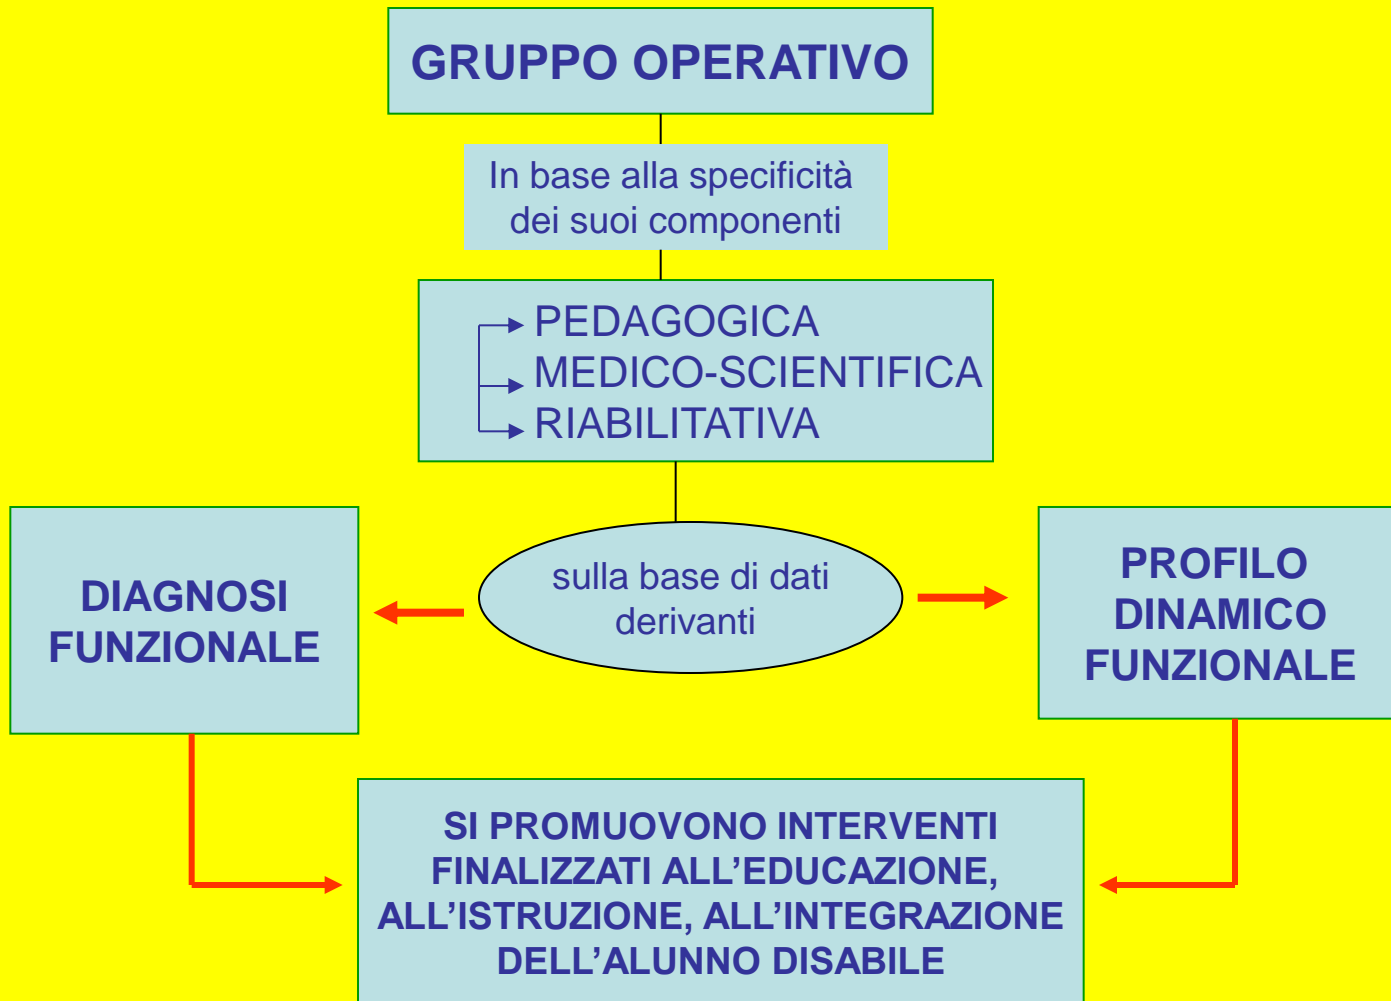 GRUPPO OPERATIVO
In base alla specificità
dei suoi componenti
PEDAGOGICA
MEDICO-SCIENTIFICA
RIABILITATIVA
sulla base di dati
derivanti
DIAGNOSI
FUNZIONALE
PROFILO
DINAMICO
FUNZIONALE
SI PROMUOVONO INTERVENTI
FINALIZZATI ALL’EDUCAZIONE,
ALL’ISTRUZIONE, ALL’INTEGRAZIONE
DELL’ALUNNO DISABILE